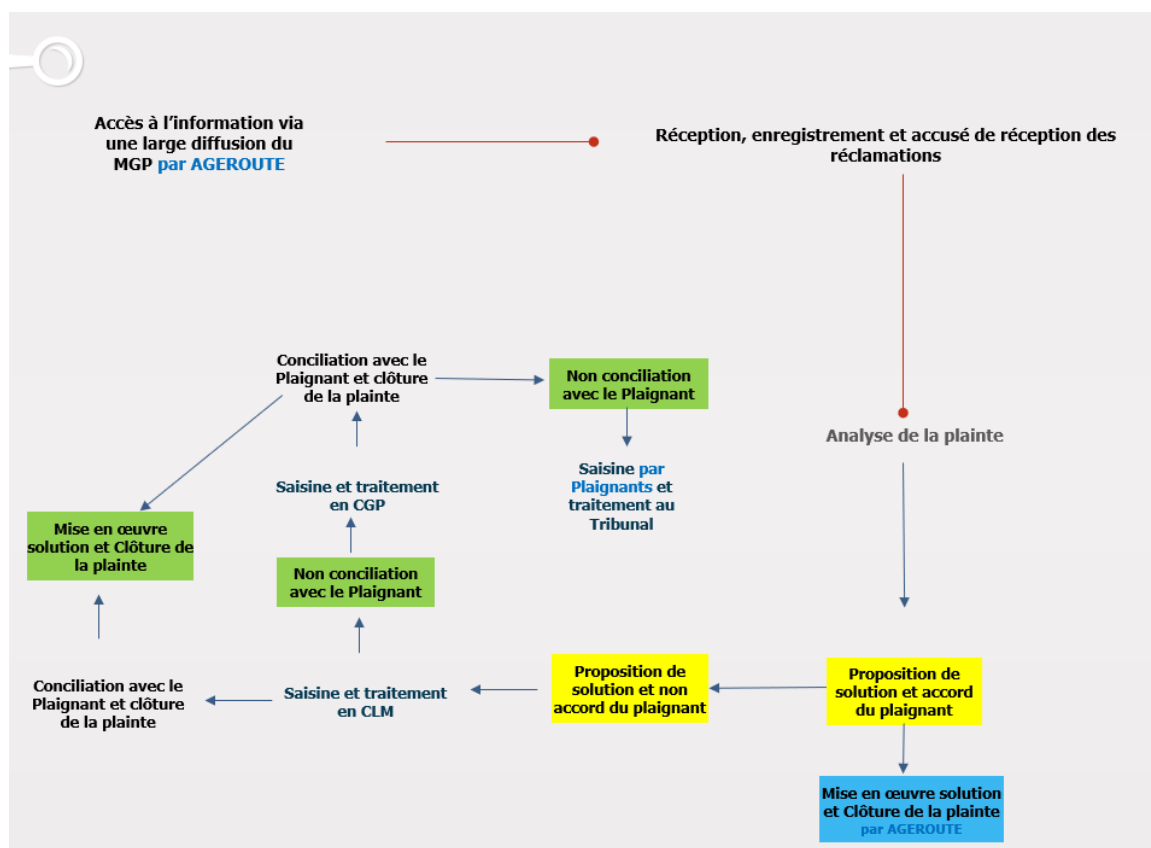 Accès à l’information via
une large diffusion du
MGP par AGEROUTE
Réception, enregistrement et accusé de réception des
réclamations
Conciliation avec le
Plaignant et clôture
de la plainte
Non conciliation
avec le Plaignant
Analyse de la plainte
Saisine et traitement
en CGP
Saisine par
Plaignants et
traitement au
Tribunal
Mise en œuvre
solution et Clôture de
la plainte
Non conciliation
avec le Plaignant
Conciliation avec le
Plaignant et clôture
de la plainte
Saisine et traitement
en CLM
Proposition de
solution et non
accord du plaignant
Proposition de
solution et accord
du plaignant
Mise en œuvre solution
et Clôture de la plainte
par AGEROUTE